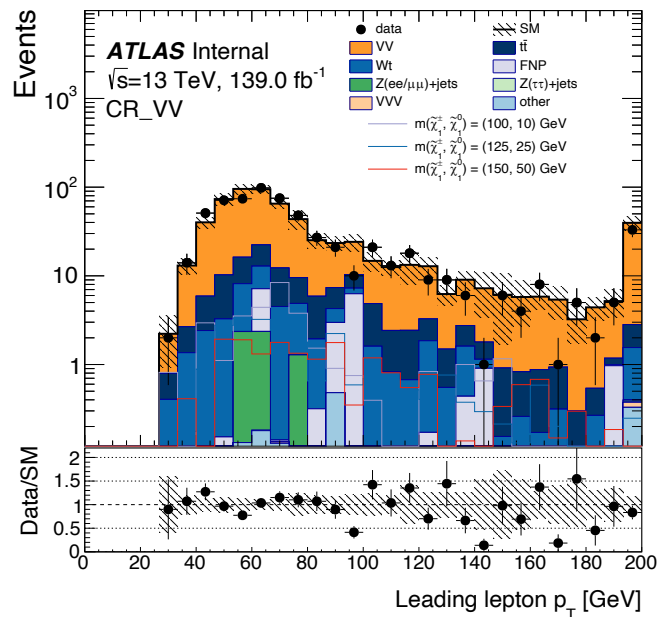 Events
ATLAS Internal
√s=13 TeV, 139.0 fb⁻¹
CR_VV
data
SM
VV
tt̄
Wt
FNP
Z(ee/μμ)+jets
Z(ττ)+jets
VVV
other
m(χ̃₁±, χ̃₁⁰) = (100, 10) GeV
m(χ̃₁±, χ̃₁⁰) = (125, 25) GeV
m(χ̃₁±, χ̃₁⁰) = (150, 50) GeV
10³
10²
10
1
Data/SM
2
1.5
1
0.5
0
0 20 40 60 80 100 120 140 160 180 200
Leading lepton p_T [GeV]